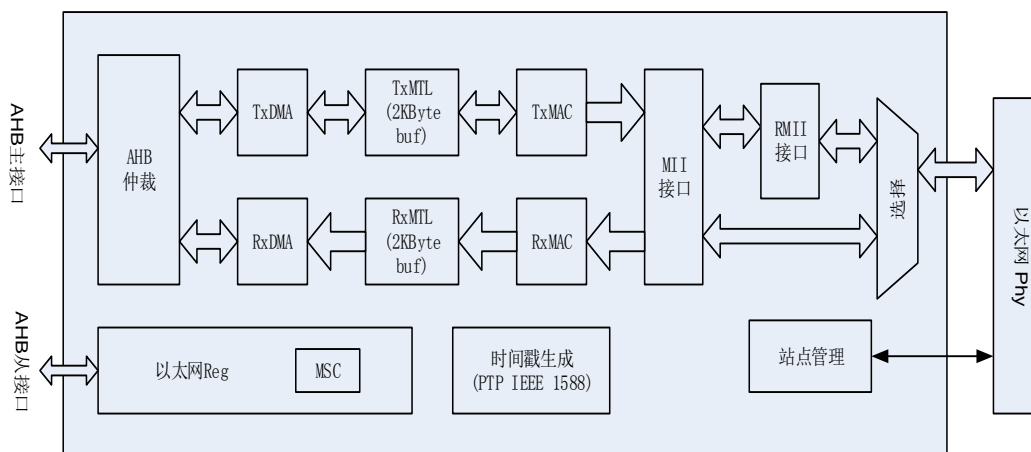 AHB主接口
AHB
仲裁
TxDMA
TxMTL
(2KByte
buf)
TxMAC
MII
接口
RMII
接口
选择
以太网 Phy
RxDMA
RxMTL
(2KByte
buf)
RxMAC
AHB从接口
以太网Reg
MSC
时间戳生成
(PTP IEEE 1588)
站点管理